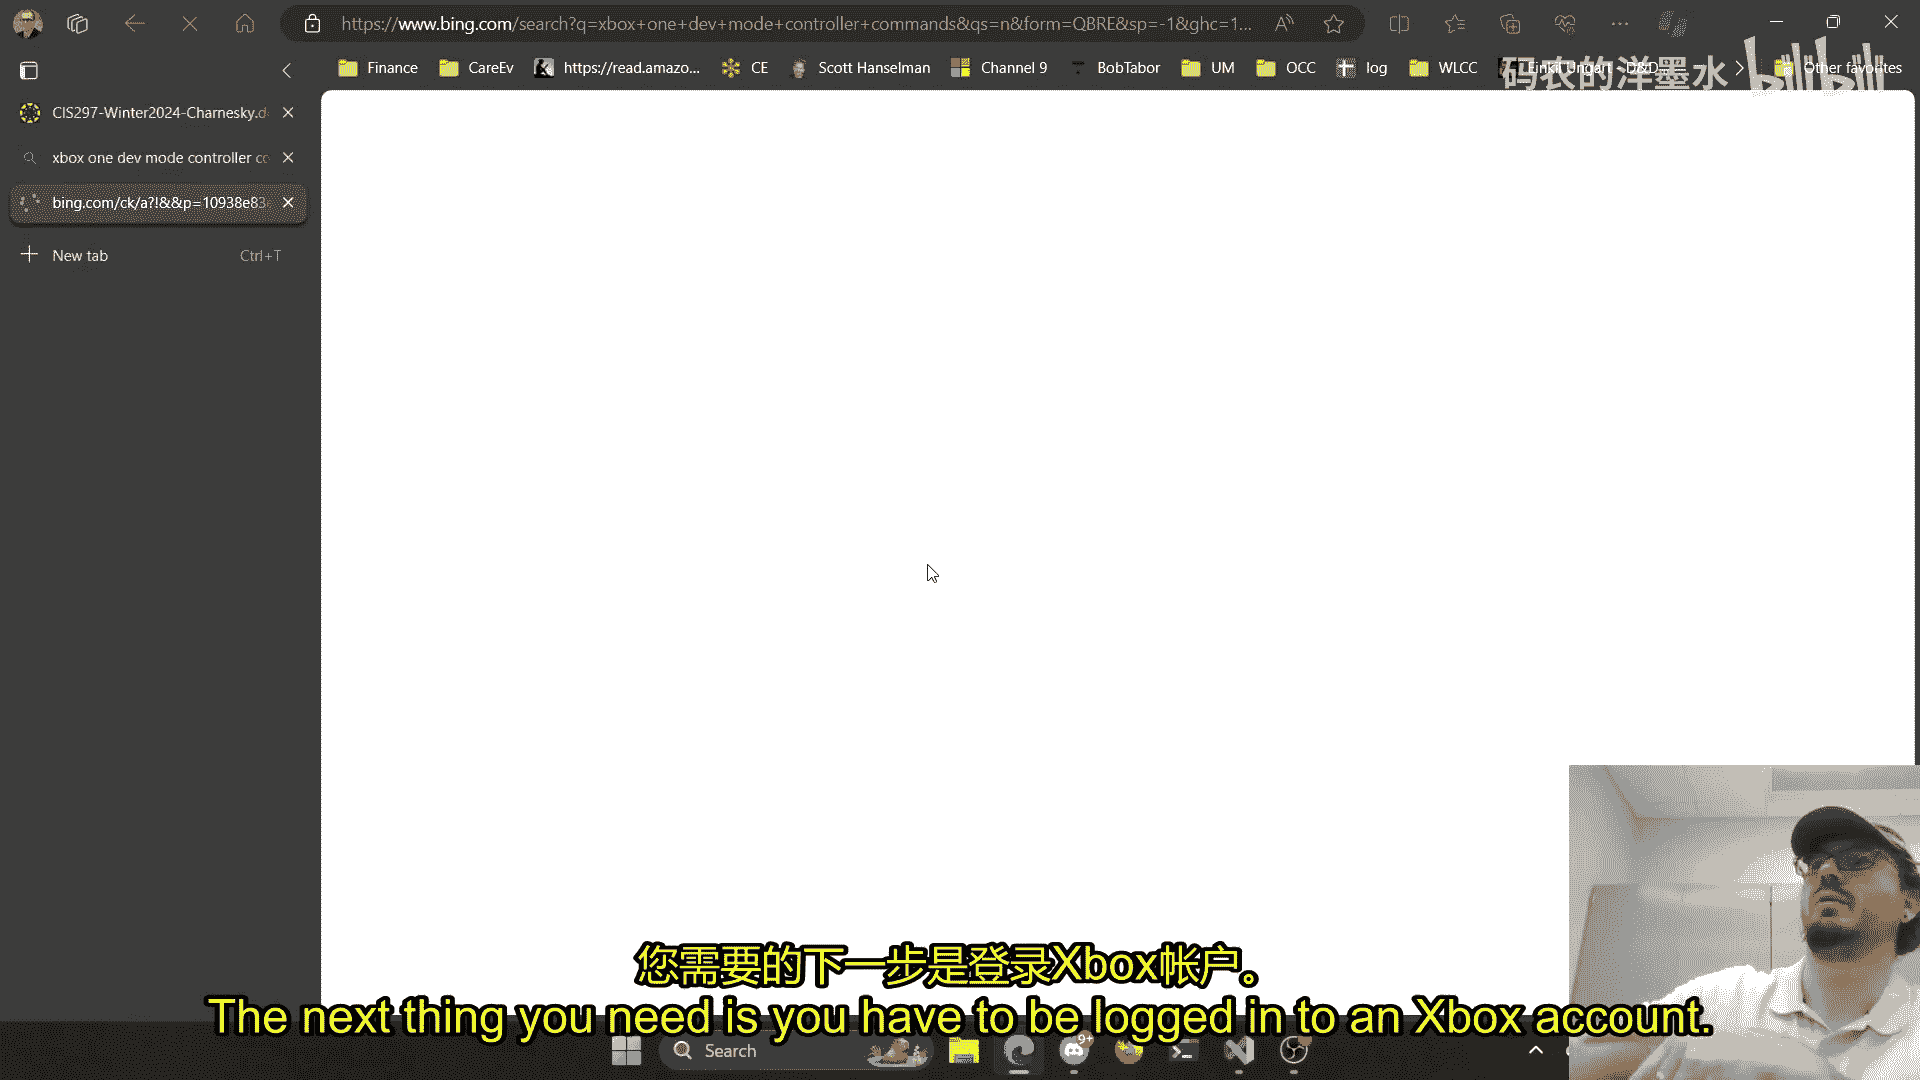 https://www.bing.com/search?q=xbox+one+dev+mode+controller+commands&qs=n&form=QBRE&sp=-1&ghc=1...
Finance
CareEv
https://read.amazo...
CE
Scott Hanselman
Channel 9
BobTabor
UM
OCC
log
WLCC
Other favorites
码农的洋墨水
bilibili
CIS297-Winter2024-Charnesky.d
xbox one dev mode controller co
bing.com/ck/a?!&&p=10938e83
New tab
Ctrl+T
您需要的下一步是登录Xbox帐户。
The next thing you need is you have to be logged in to an Xbox account.
Search
9+